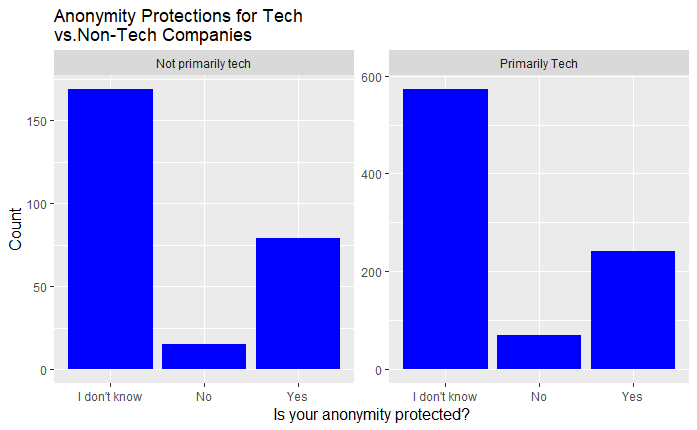 Anonymity Protections for Tech
vs.Non-Tech Companies
Not primarily tech
Primarily Tech
Count
150
100
50
0
600
400
200
0
I don't know No Yes
I don't know No Yes
Is your anonymity protected?